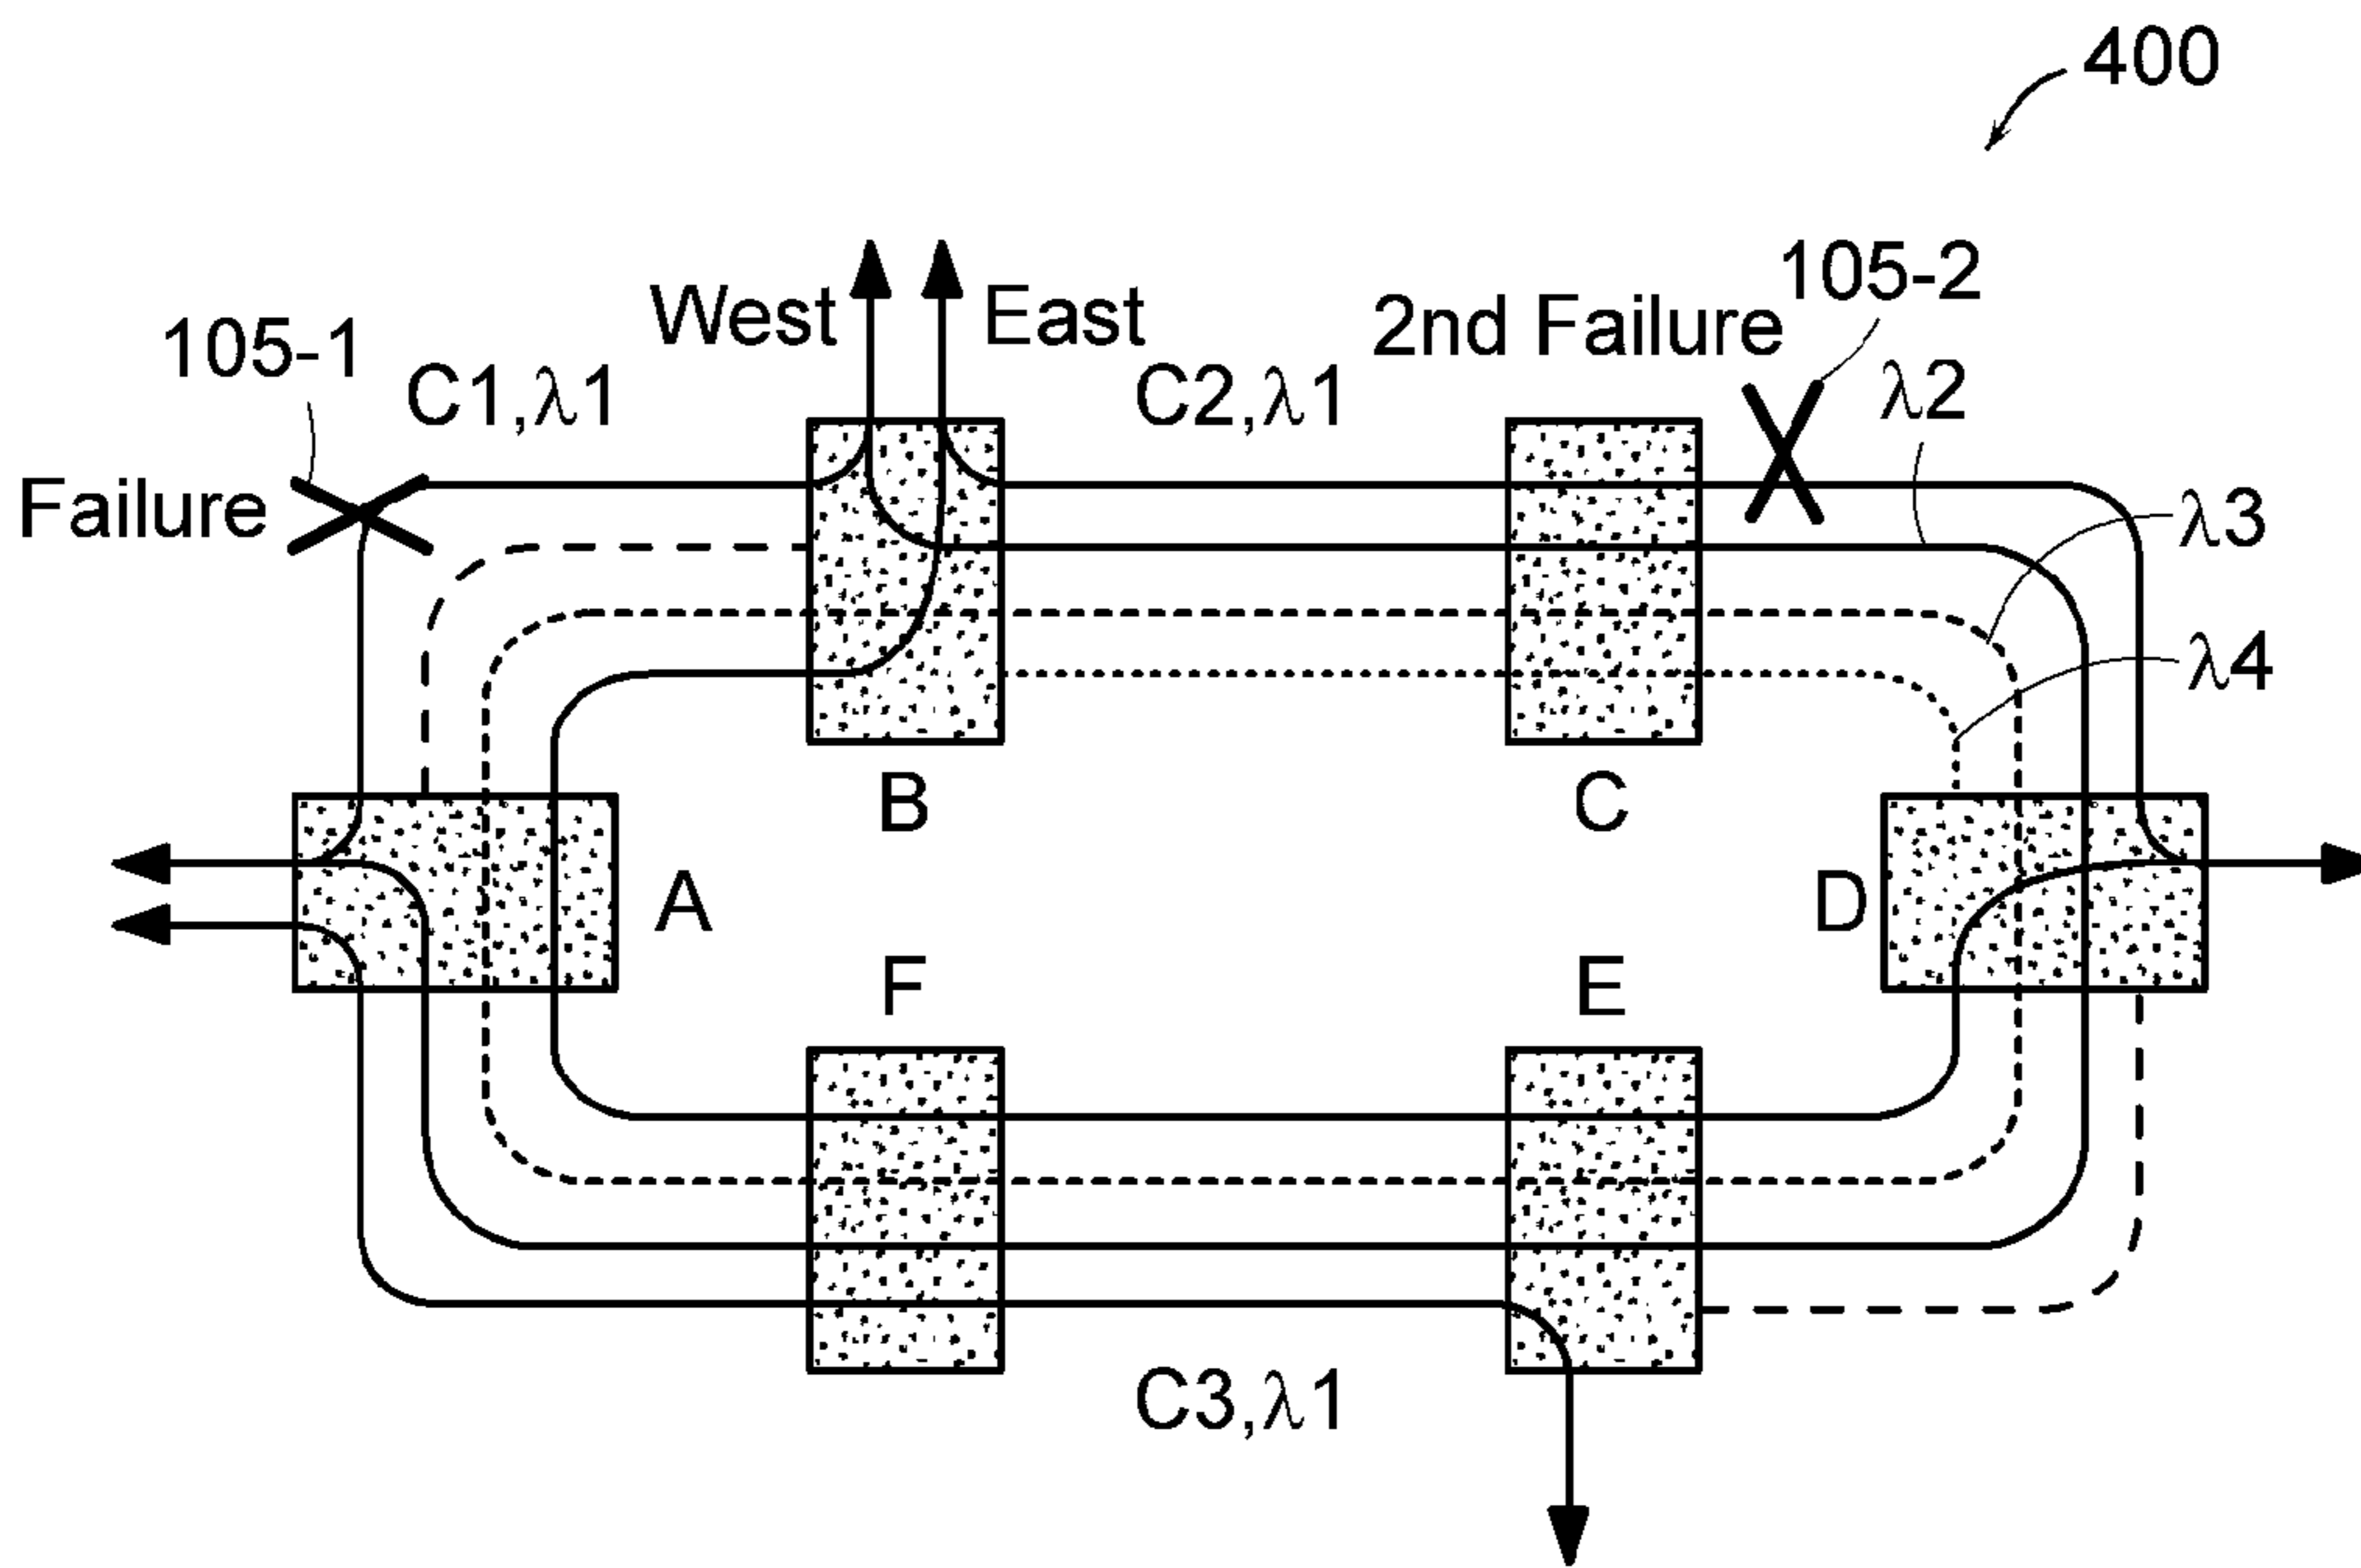 400
105-2
West
East
2nd Failure
105-1
C1,λ1
C2,λ1
λ2
Failure
λ3
λ4
B
C
A
D
F
E
C3,λ1